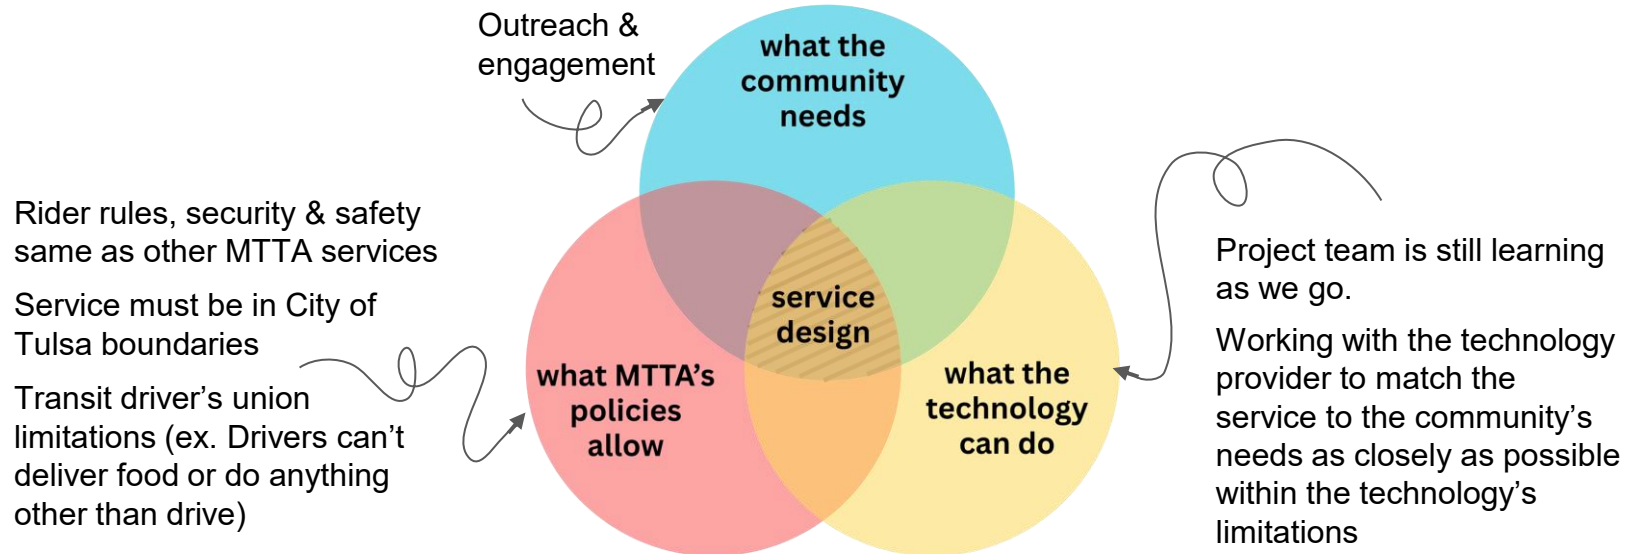 Outreach &
engagement
what the
community
needs
Rider rules, security & safety
same as other MTTA services
Service must be in City of
Tulsa boundaries
Transit driver’s union
limitations (ex. Drivers can’t
deliver food or do anything
other than drive)
service
design
what MTTA’s
policies
allow
what the
technology
can do
Project team is still learning
as we go.
Working with the technology
provider to match the
service to the community’s
needs as closely as possible
within the technology’s
limitations